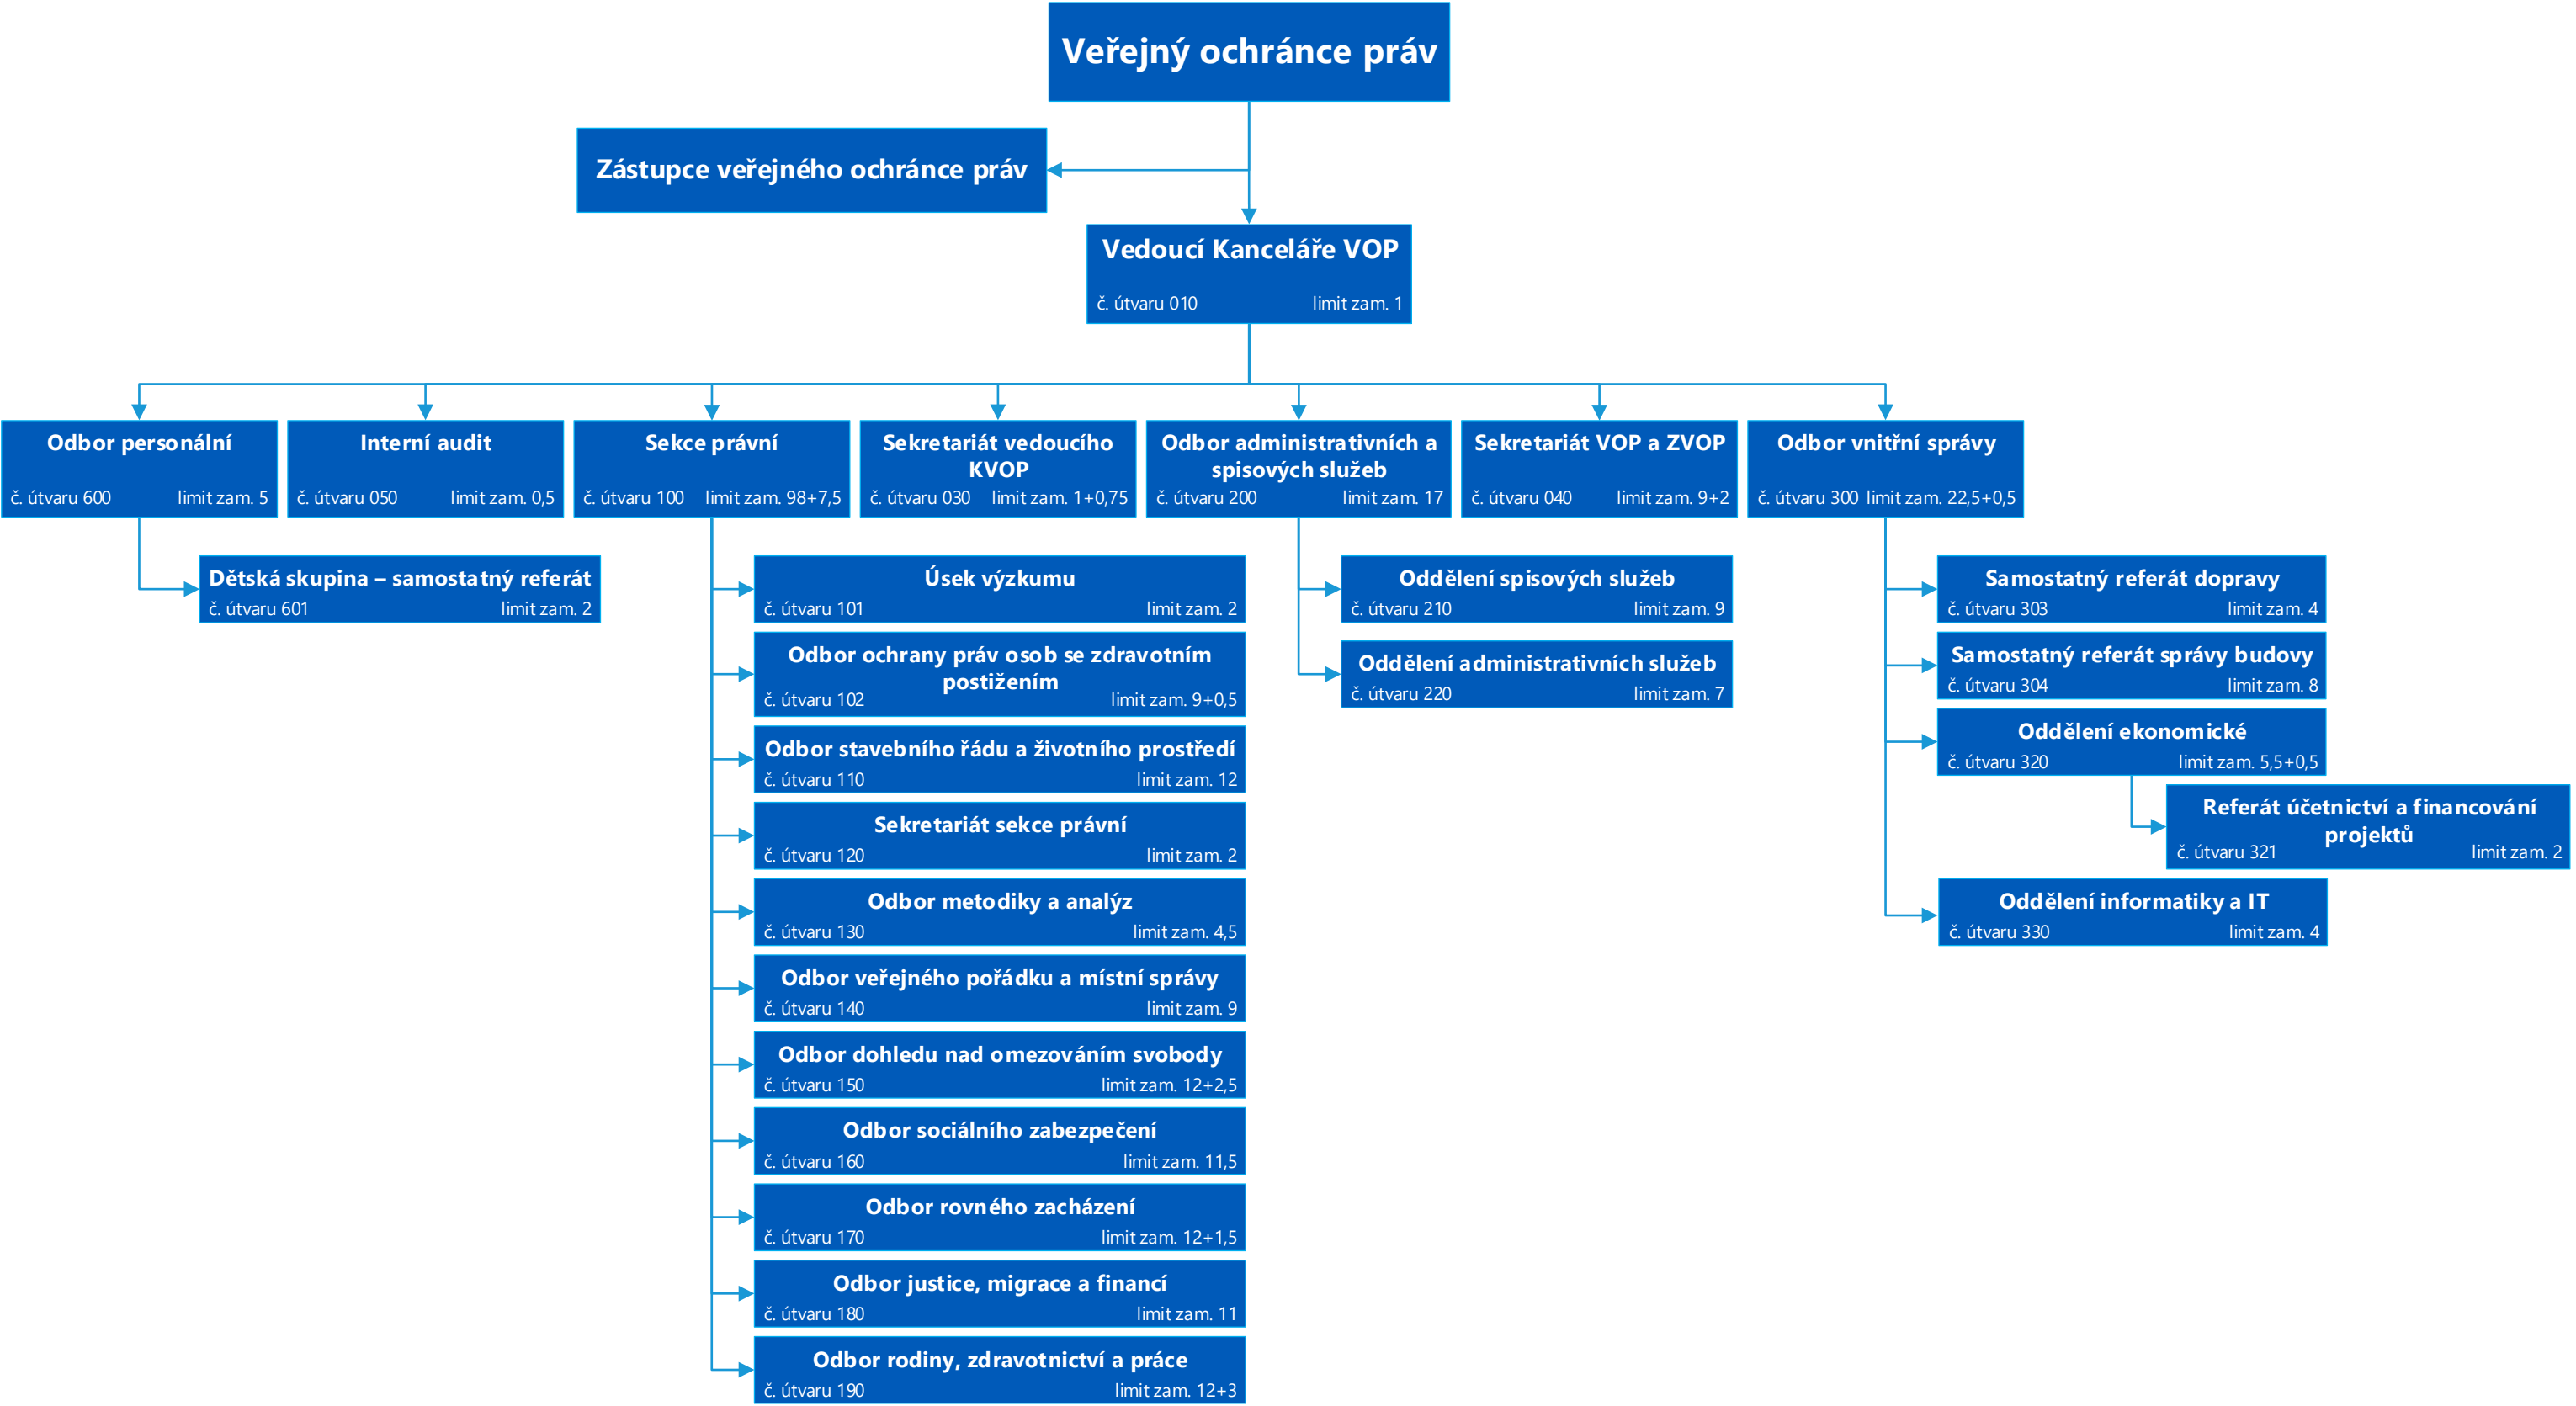 Veřejný ochránce práv
Zástupce veřejného ochránce práv
Vedoucí Kanceláře VOP
č. útvaru 010 limit zam. 1
Odbor personální
č. útvaru 600 limit zam. 5
Interní audit
č. útvaru 050 limit zam. 0,5
Sekce právní
č. útvaru 100 limit zam. 98+7,5
Sekretariát vedoucího
KVOP
č. útvaru 030 limit zam. 1+0,75
Odbor administrativních a
spisových služeb
č. útvaru 200 limit zam. 17
Sekretariát VOP a ZVOP
č. útvaru 040 limit zam. 9+2
Odbor vnitřní správy
č. útvaru 300 limit zam. 22,5+0,5
Dětská skupina – samostatný referát
č. útvaru 601 limit zam. 2
Úsek výzkumu
č. útvaru 101 limit zam. 2
Odbor ochrany práv osob se zdravotním
postižením
č. útvaru 102 limit zam. 9+0,5
Odbor stavebního řádu a životního prostředí
č. útvaru 110 limit zam. 12
Sekretariát sekce právní
č. útvaru 120 limit zam. 2
Odbor metodiky a analýz
č. útvaru 130 limit zam. 4,5
Odbor veřejného pořádku a místní správy
č. útvaru 140 limit zam. 9
Odbor dohledu nad omezováním svobody
č. útvaru 150 limit zam. 12+2,5
Odbor sociálního zabezpečení
č. útvaru 160 limit zam. 11,5
Odbor rovného zacházení
č. útvaru 170 limit zam. 12+1,5
Odbor justice, migrace a financí
č. útvaru 180 limit zam. 11
Odbor rodiny, zdravotnictví a práce
č. útvaru 190 limit zam. 12+3
Oddělení spisových služeb
č. útvaru 210 limit zam. 9
Oddělení administrativních služeb
č. útvaru 220 limit zam. 7
Samostatný referát dopravy
č. útvaru 303 limit zam. 4
Samostatný referát správy budovy
č. útvaru 304 limit zam. 8
Oddělení ekonomické
č. útvaru 320 limit zam. 5,5+0,5
Referát účetnictví a financování
projektů
č. útvaru 321 limit zam. 2
Oddělení informatiky a IT
č. útvaru 330 limit zam. 4